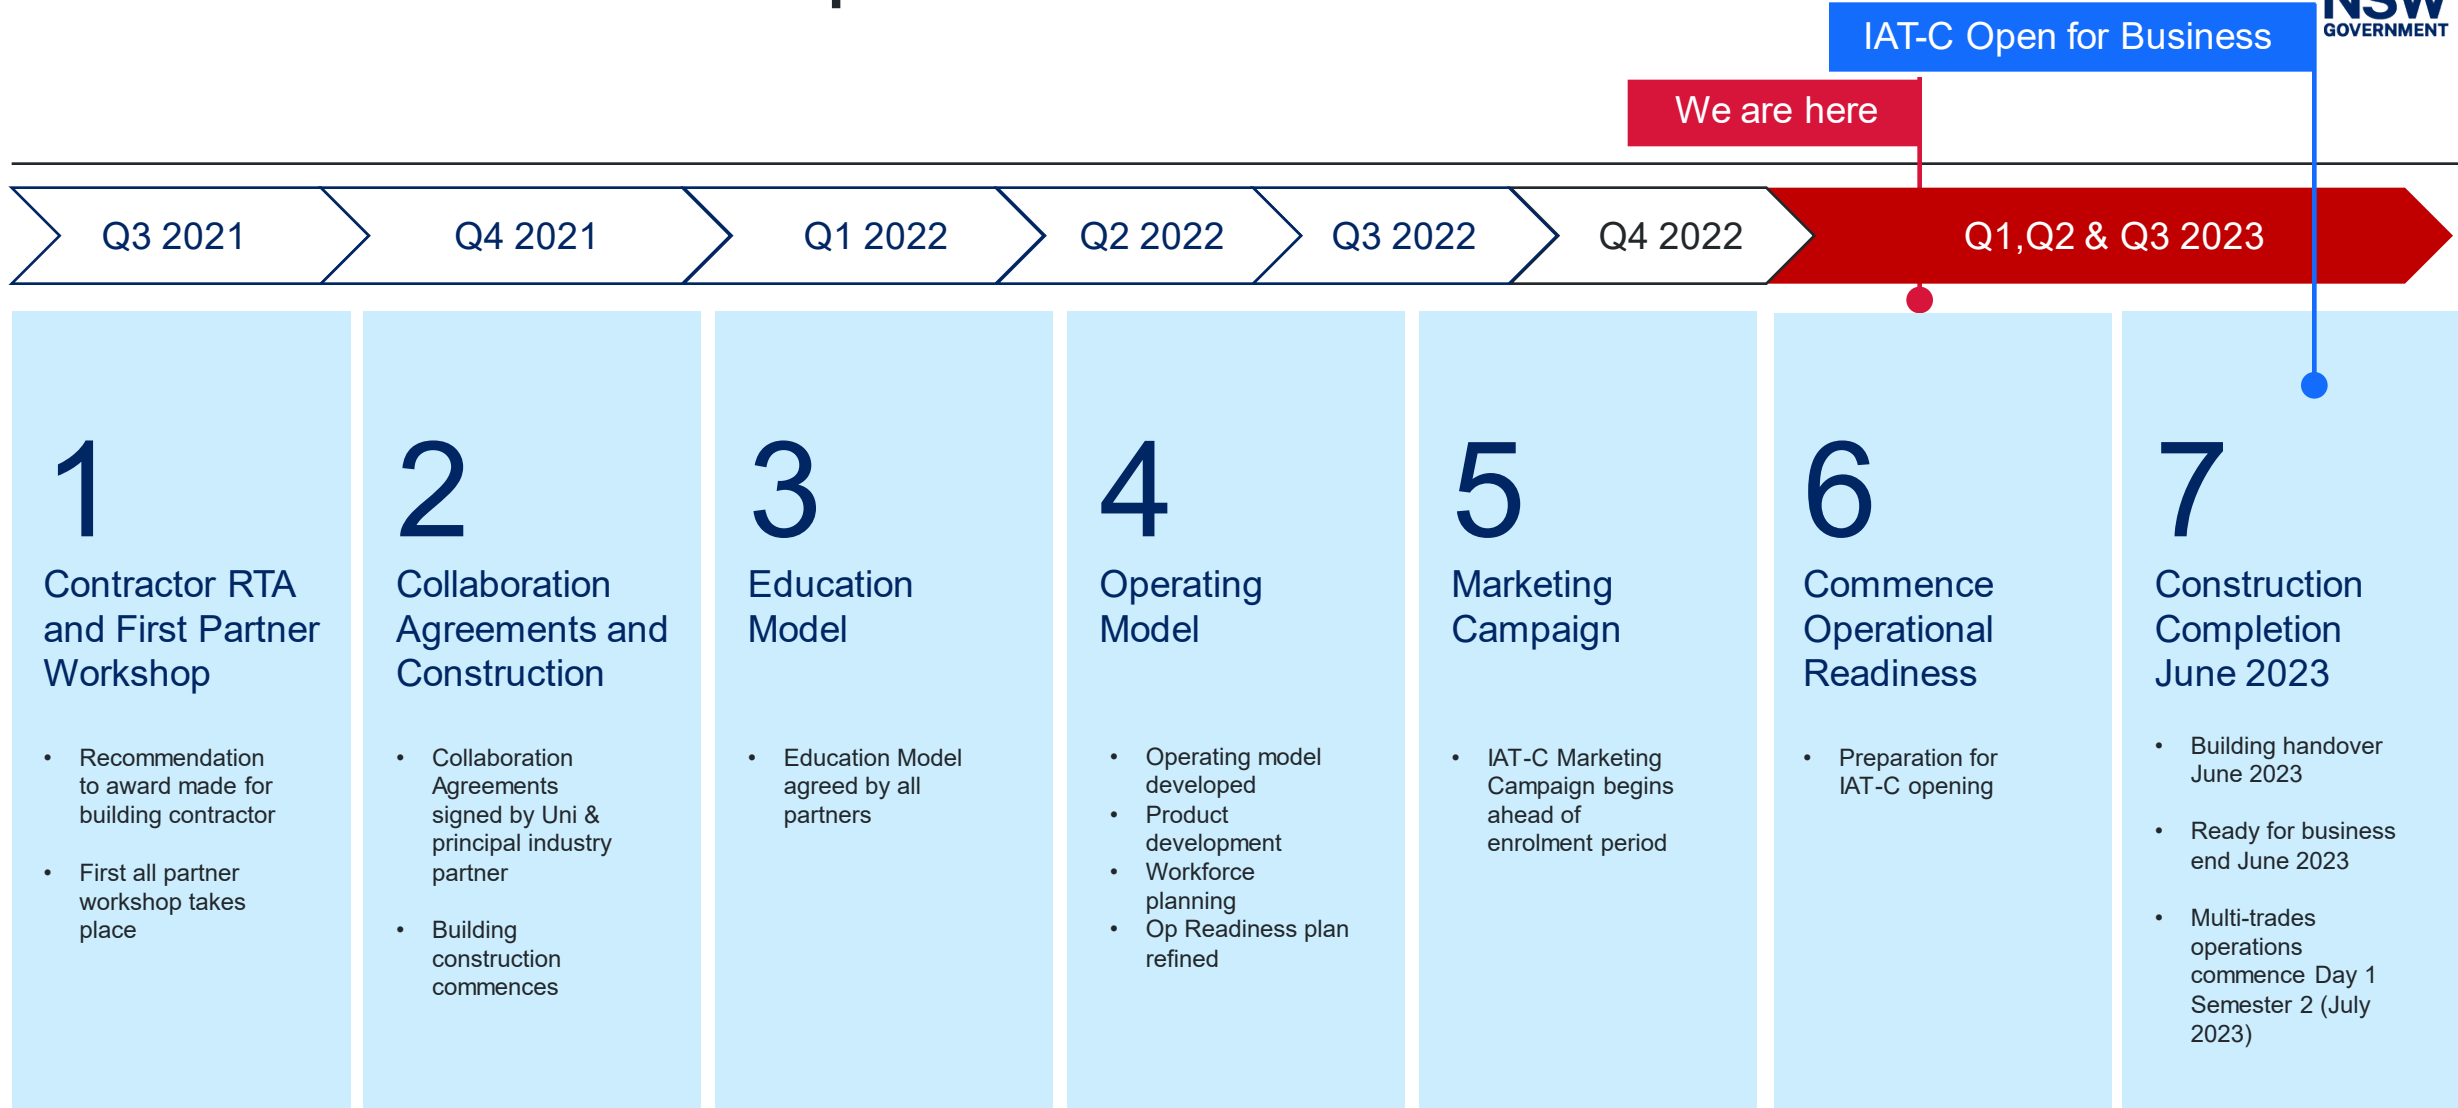 NSW
GOVERNMENT
IAT-C Open for Business
We are here
Q3 2021
Q4 2021
Q1 2022
Q2 2022
Q3 2022
Q4 2022
Q1,Q2 & Q3 2023
1
Contractor RTA
and First Partner
Workshop
• Recommendation
to award made for
building contractor
• First all partner
workshop takes
place
2
Collaboration
Agreements and
Construction
• Collaboration
Agreements
signed by Uni &
principal industry
partner
• Building
construction
commences
3
Education
Model
• Education Model
agreed by all
partners
4
Operating
Model
• Operating model
developed
• Product
development
• Workforce
planning
• Op Readiness plan
refined
5
Marketing
Campaign
• IAT-C Marketing
Campaign begins
ahead of
enrolment period
6
Commence
Operational
Readiness
• Preparation for
IAT-C opening
7
Construction
Completion
June 2023
• Building handover
June 2023
• Ready for business
end June 2023
• Multi-trades
operations
commence Day 1
Semester 2 (July
2023)